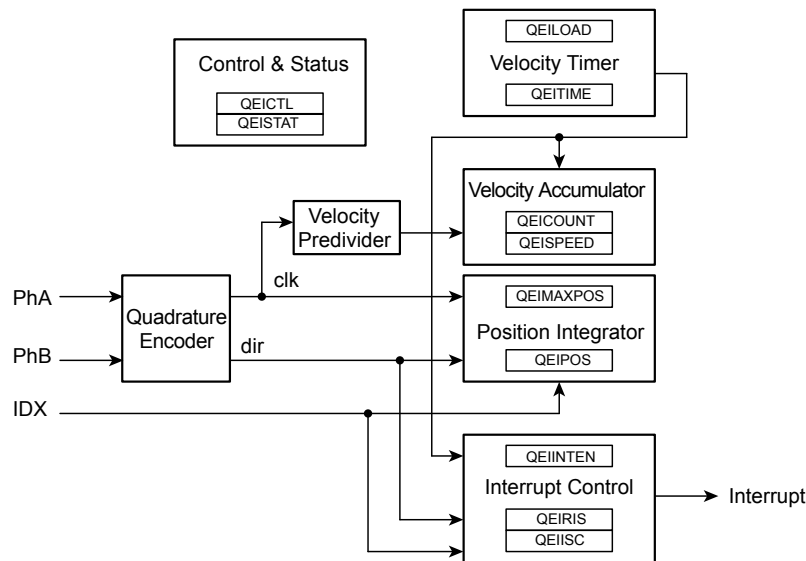 QEILOAD
Velocity Timer
QEITIME
Control & Status
QEICTL
QEISTAT
Velocity Accumulator
QEICOUNT
QEISPEED
Velocity
Predivider
clk
PhA
Quadrature
Encoder
PhB
dir
IDX
QEIMAXPOS
Position Integrator
QEIPOS
QEIINTEN
Interrupt Control
QEIRIS
QEIISC
Interrupt